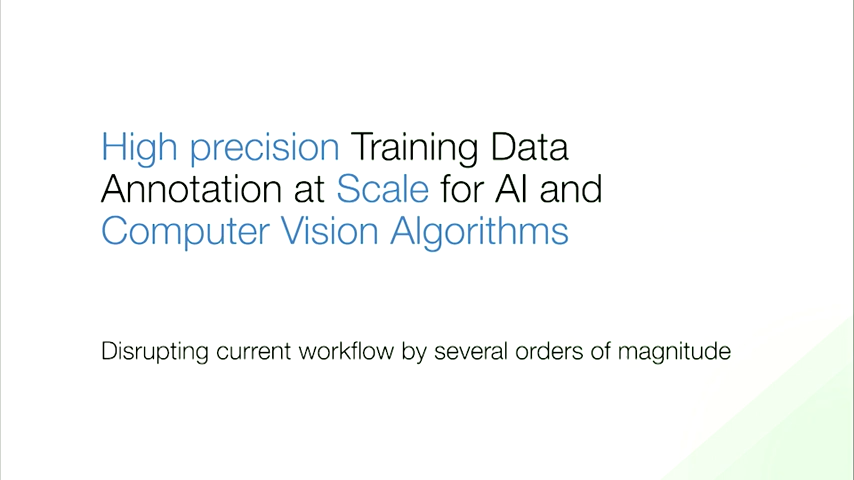 High precision Training Data
Annotation at Scale for AI and
Computer Vision Algorithms
Disrupting current workflow by several orders of magnitude